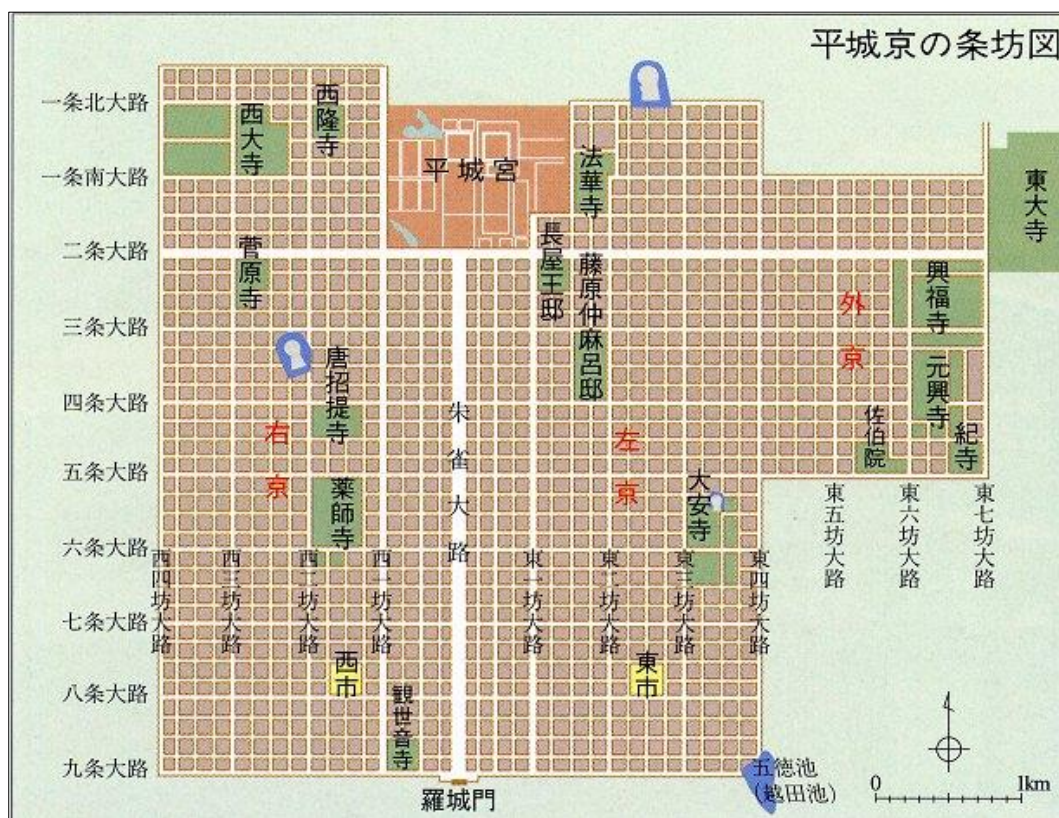 平城京の条坊図
一条北大路
一条南大路
二条大路
三条大路
四条大路
五条大路
六条大路
七条大路
八条大路
九条大路
西大寺
西隆寺
平城宮
法華寺
東大寺
菅原寺
長屋王邸
藤原仲麻呂邸
外京
興福寺
唐招提寺
元興寺
朱雀大路
佐伯院
紀寺
右京
左京
薬師寺
大安寺
西四坊大路
西三坊大路
西二坊大路
西一坊大路
東一坊大路
東二坊大路
東三坊大路
東四坊大路
東五坊大路
東六坊大路
東七坊大路
西市
東市
観世音寺
羅城門
五徳池
(越田池)
0
1km